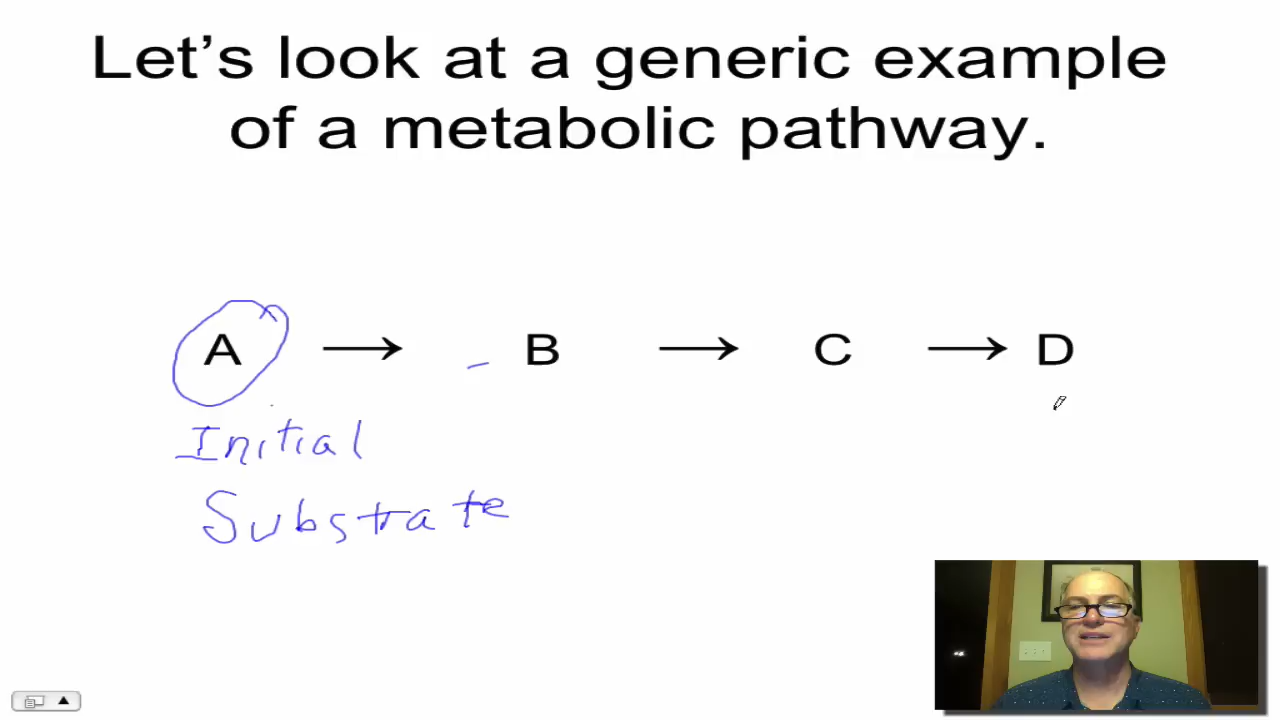 Let's look at a generic example
of a metabolic pathway.
A → B → C → D
Initial
Substrate